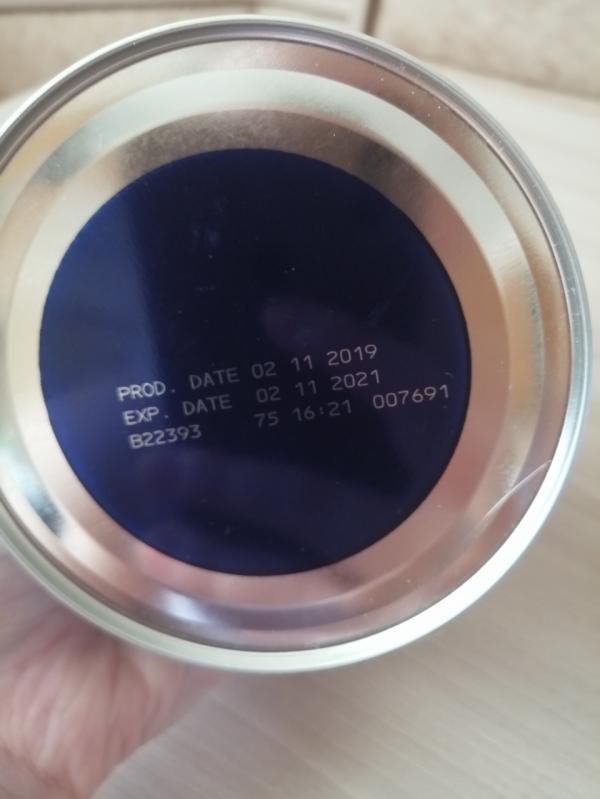 PROD. DATE 02 11 2019
EXP. DATE 02 11 2021
B22393 75 16:21 007691